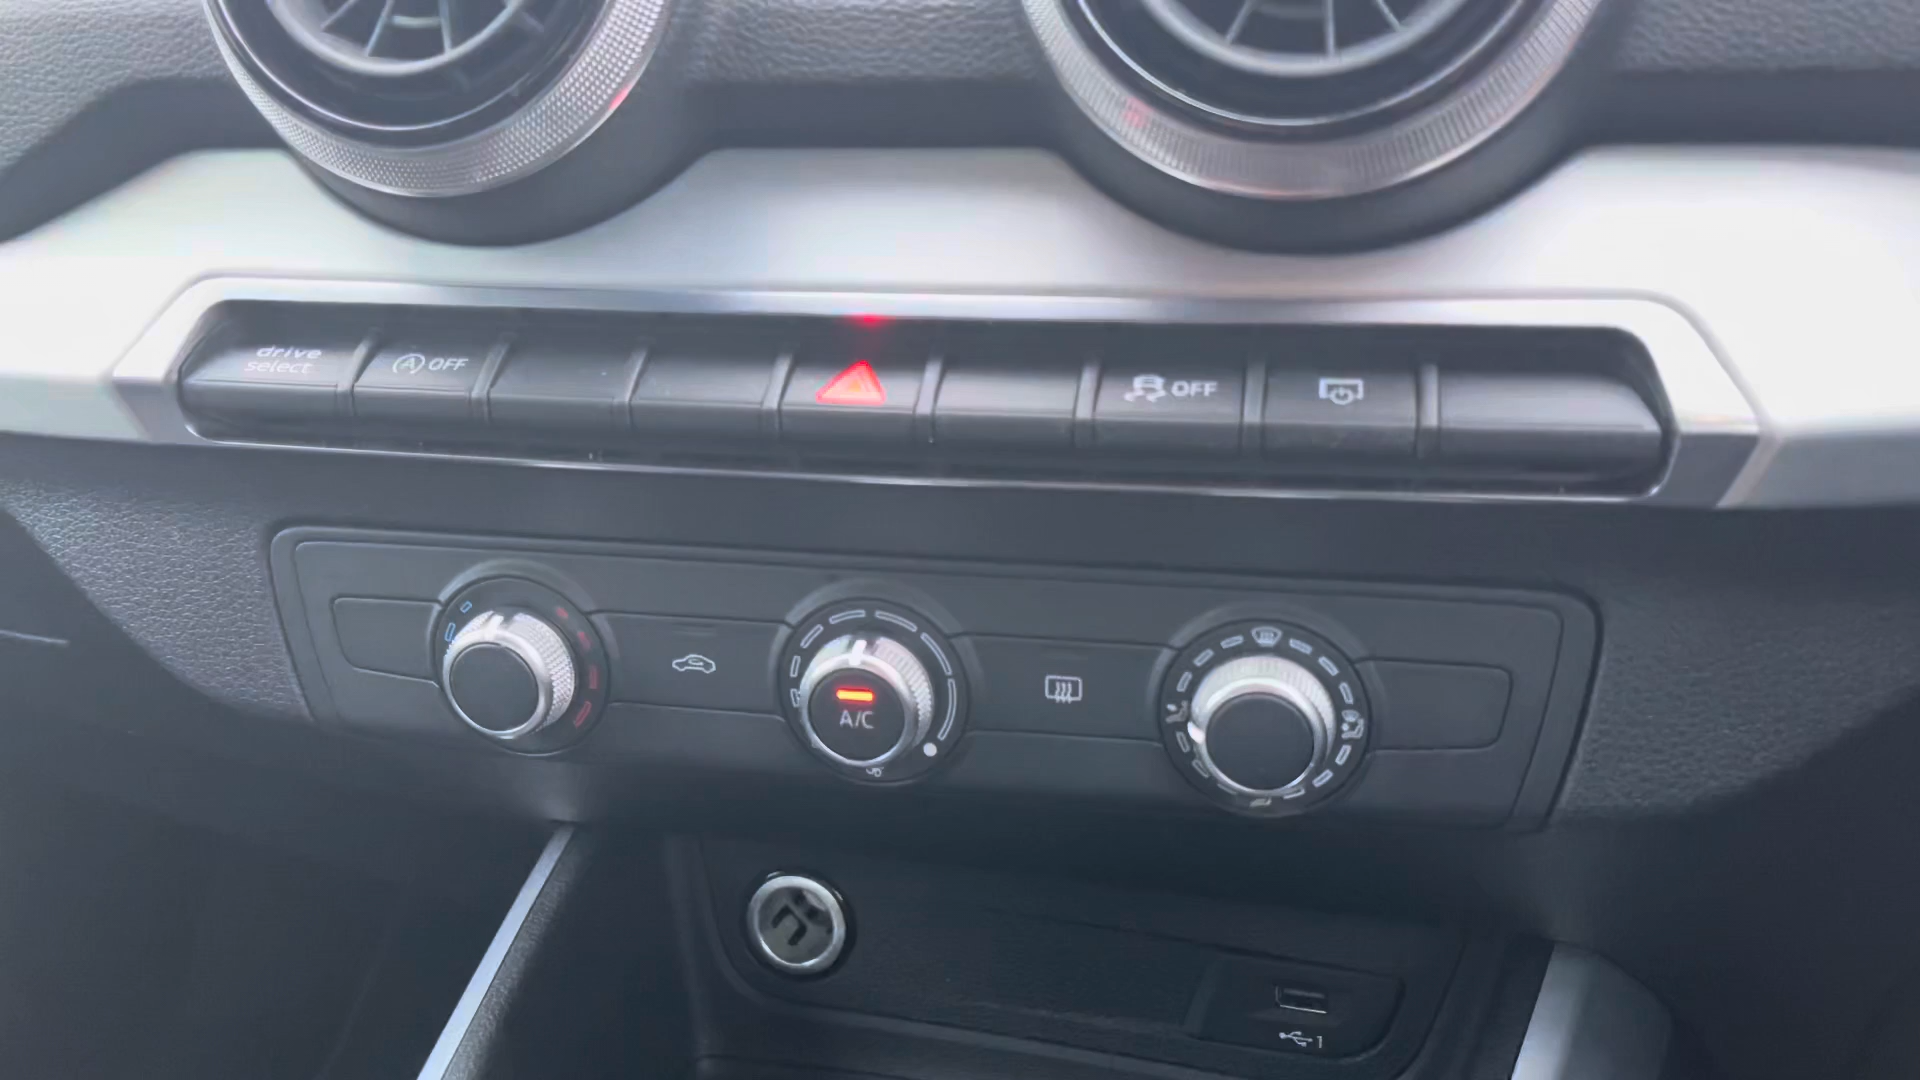 drive
select
A OFF
OFF
A/C
1